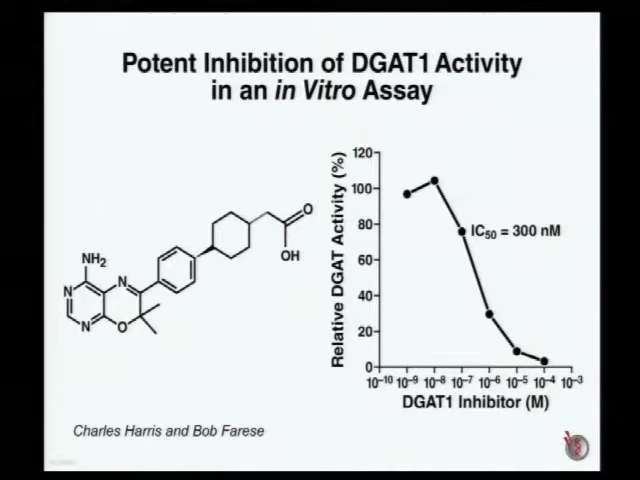 Potent Inhibition of DGAT1 Activity
in an in Vitro Assay
NH₂
N
N
N
O
O
OH
Relative DGAT Activity (%)
120
100
80
60
40
20
0
IC₅₀ = 300 nM
10⁻¹⁰ 10⁻⁹ 10⁻⁸ 10⁻⁷ 10⁻⁶ 10⁻⁵ 10⁻⁴ 10⁻³
DGAT1 Inhibitor (M)
Charles Harris and Bob Farese